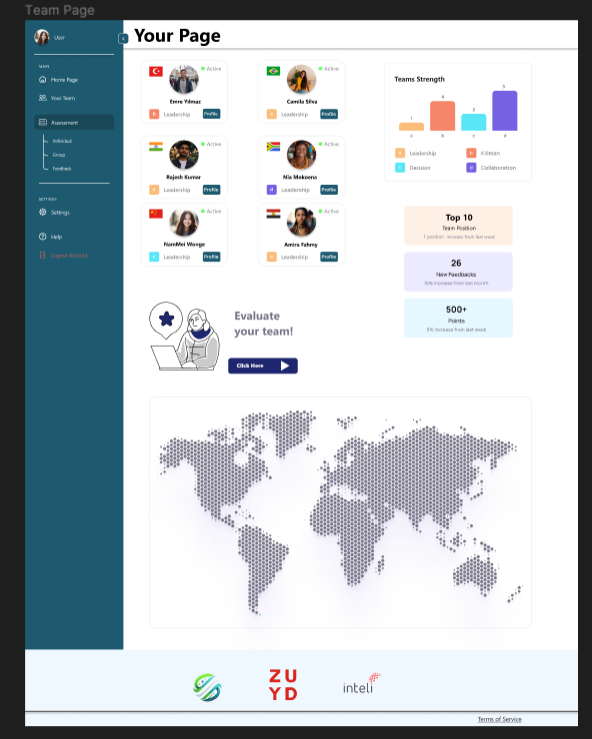 Team Page
User
Your Page
MAIN
Home Page
Your Team
Assessment
Individual
Group
Feedback
SETTINGS
Settings
Help
Logout Account
Active
Emre Yılmaz
b Leadership Profile
Active
Camila Silva
a Leadership Profile
Active
Rajesh Kumar
a Leadership Profile
Active
Nia Mokoena
d Leadership Profile
Active
NamMei Wonge
c Leadership Profile
Active
Amira Fahmy
a Leadership Profile
Teams Strength
1 4 2 5
a b c d
a Leadership
b Killman
c Decision
d Collaboration
Top 10
Team Position
1 position increase from last week
26
New Feedbacks
10% increase from last month
500+
Points
5% increase from last week
Evaluate
your team!
Click Here
ZU
YD
inteli
Terms of Service